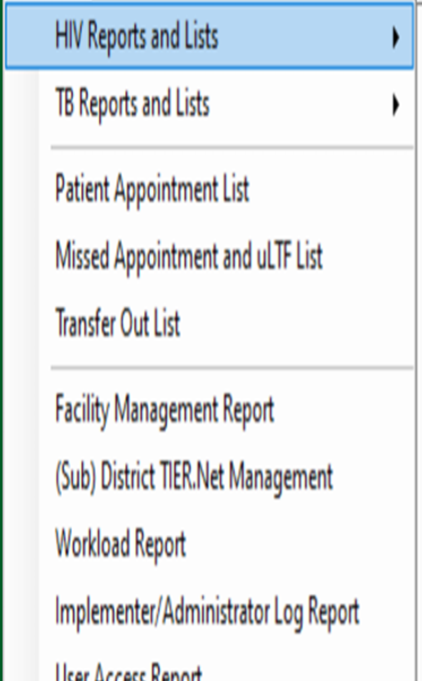 HIV Reports and Lists
TB Reports and Lists
Patient Appointment List
Missed Appointment and uLTF List
Transfer Out List
Facility Management Report
(Sub) District TIER.Net Management
Workload Report
Implementer/Administrator Log Report
User Access Report